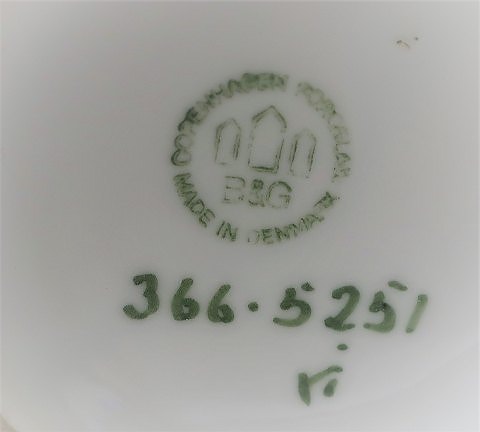 COPENHAGEN PORCELAIN
B&G
MADE IN DENMARK
366·5251